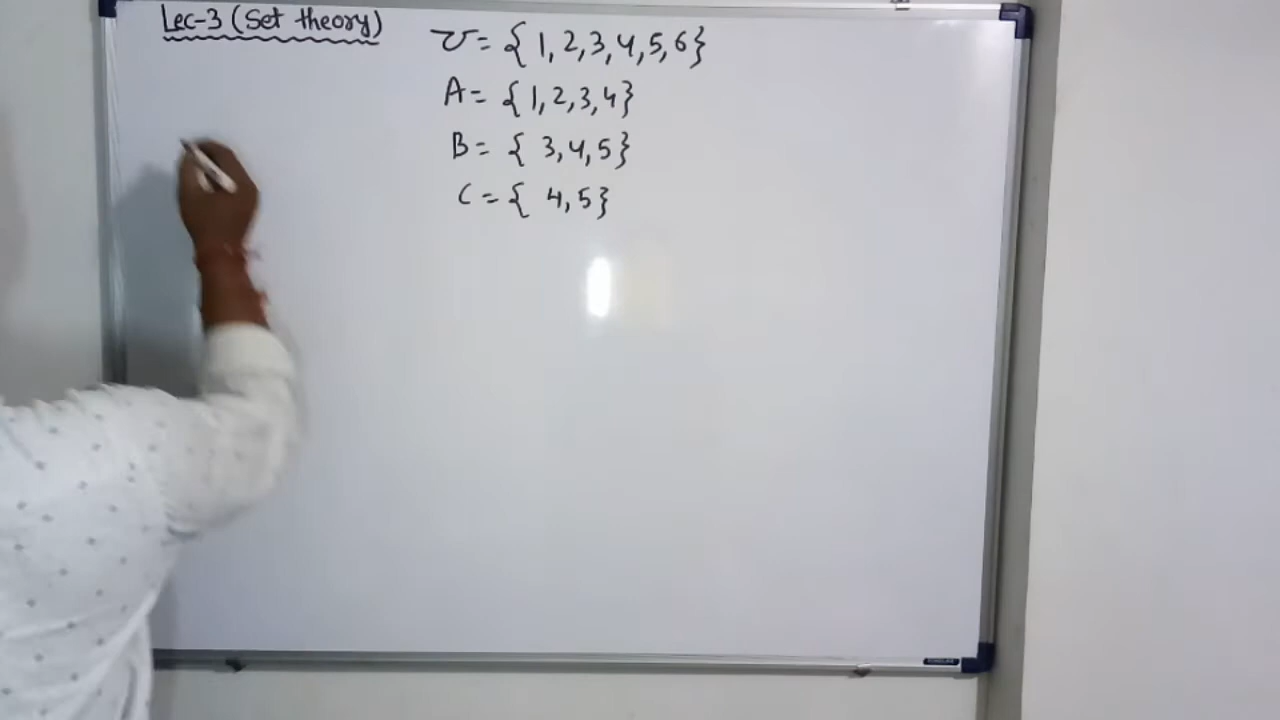 Lec-3 (Set theory)
U = {1, 2, 3, 4, 5, 6}
A = {1, 2, 3, 4}
B = { 3, 4, 5}
C = { 4, 5}